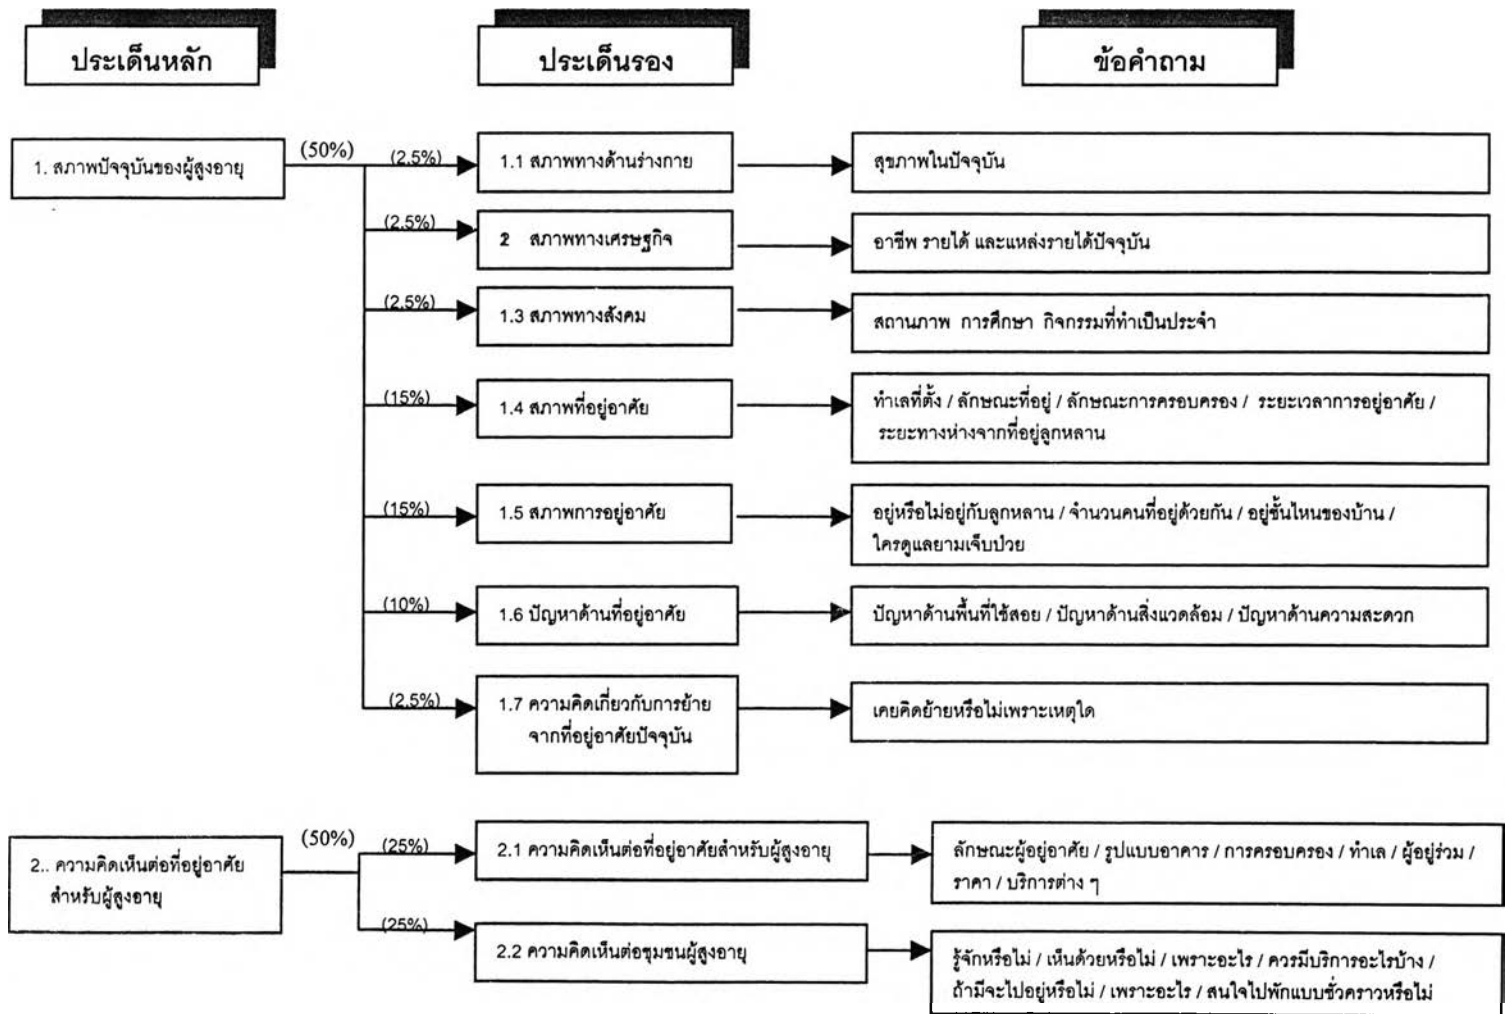 ประเด็นหลัก
ประเด็นรอง
ข้อคำถาม
1. สภาพปัจจุบันของผู้สูงอายุ
(50%)
(2.5%)
1.1 สภาพทางด้านร่างกาย
สุขภาพในปัจจุบัน
(2.5%)
2 สภาพทางเศรษฐกิจ
อาชีพ รายได้ และแหล่งรายได้ปัจจุบัน
(2.5%)
1.3 สภาพทางสังคม
สถานภาพ การศึกษา กิจกรรมที่ทำเป็นประจำ
(15%)
1.4 สภาพที่อยู่อาศัย
ทำเลที่ตั้ง / ลักษณะที่อยู่ / ลักษณะการครอบครอง / ระยะเวลาการอยู่อาศัย /
ระยะทางห่างจากที่อยู่ลูกหลาน
(15%)
1.5 สภาพการอยู่อาศัย
อยู่หรือไม่อยู่กับลูกหลาน / จำนวนคนที่อยู่ด้วยกัน / อยู่ชั้นไหนของบ้าน /
ใครดูแลยามเจ็บป่วย
(10%)
1.6 ปัญหาด้านที่อยู่อาศัย
ปัญหาด้านพื้นที่ใช้สอย / ปัญหาด้านสิ่งแวดล้อม / ปัญหาด้านความสะดวก
(2.5%)
1.7 ความคิดเกี่ยวกับการย้าย
จากที่อยู่อาศัยปัจจุบัน
เคยคิดย้ายหรือไม่เพราะเหตุใด
2.. ความคิดเห็นต่อที่อยู่อาศัย
สำหรับผู้สูงอายุ
(50%)
(25%)
2.1 ความคิดเห็นต่อที่อยู่อาศัยสำหรับผู้สูงอายุ
ลักษณะผู้อยู่อาศัย / รูปแบบอาคาร / การครอบครอง / ทำเล / ผู้อยู่ร่วม /
ราคา / บริการต่าง ๆ
(25%)
2.2 ความคิดเห็นต่อชุมชนผู้สูงอายุ
รู้จักหรือไม่ / เห็นด้วยหรือไม่ / เพราะอะไร / ควรมีบริการอะไรบ้าง /
ถ้ามีจะไปอยู่หรือไม่ / เพราะอะไร / สนใจไปพักแบบชั่วคราวหรือไม่